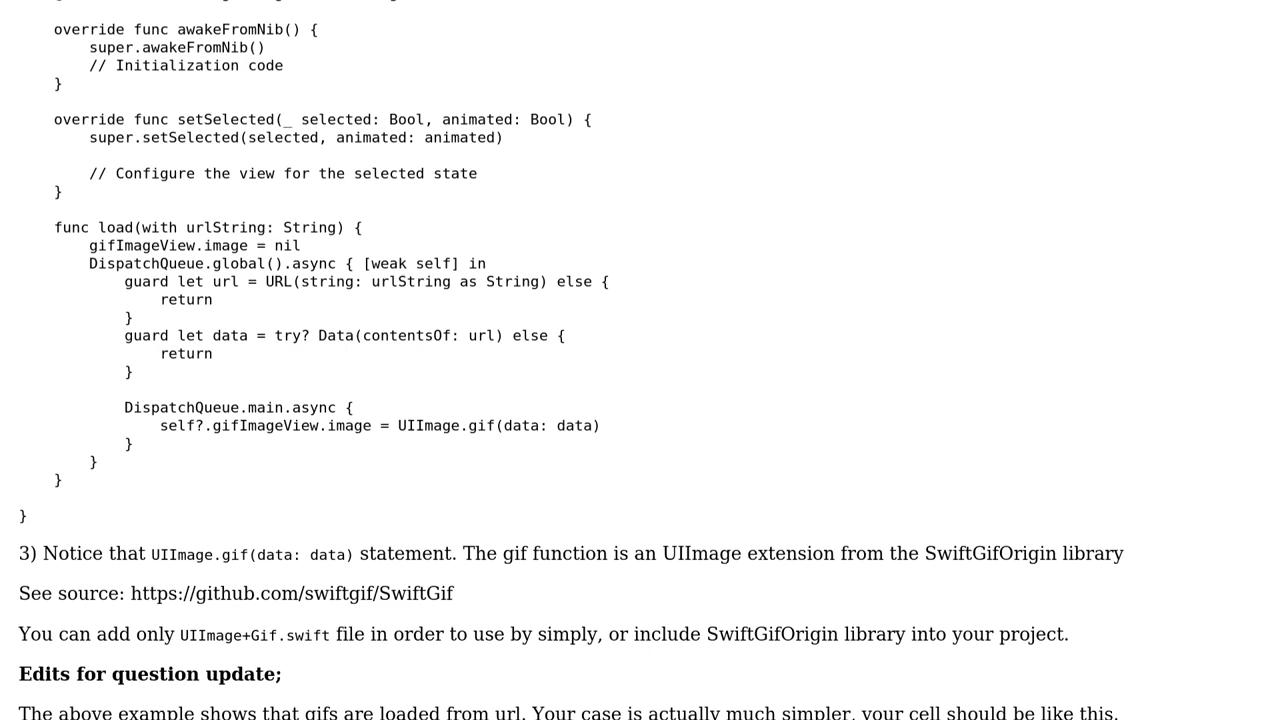 override func awakeFromNib() {
super.awakeFromNib()
// Initialization code
}
override func setSelected(_ selected: Bool, animated: Bool) {
super.setSelected(selected, animated: animated)
// Configure the view for the selected state
}
func load(with urlString: String) {
gifImageView.image = nil
DispatchQueue.global().async { [weak self] in
guard let url = URL(string: urlString as String) else {
return
}
guard let data = try? Data(contentsOf: url) else {
return
}
DispatchQueue.main.async {
self?.gifImageView.image = UIImage.gif(data: data)
}
}
}
}
3) Notice that UIImage.gif(data: data) statement. The gif function is an UIImage extension from the SwiftGifOrigin library
See source: https://github.com/swiftgif/SwiftGif
You can add only UIImage+Gif.swift file in order to use by simply, or include SwiftGifOrigin library into your project.
Edits for question update;
The above example shows that gifs are loaded from url. Your case is actually much simpler, your cell should be like this.